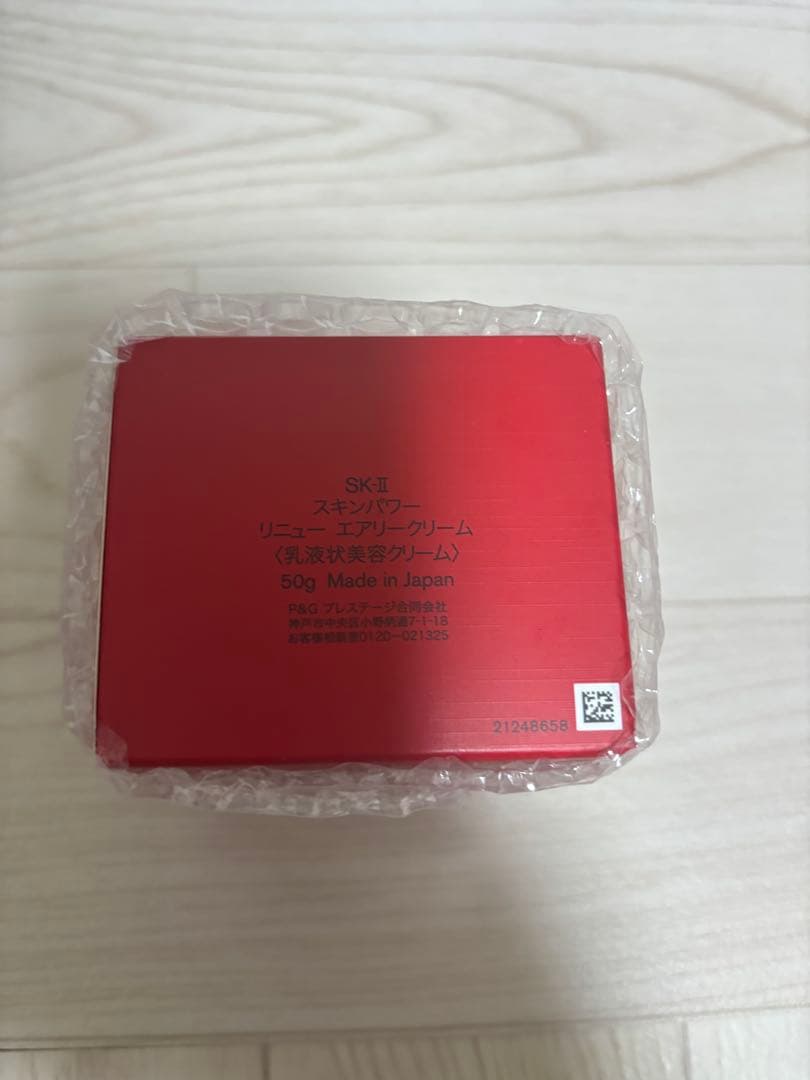 SK-II
スキンパワー
リニュー エアリークリーム
〈乳液状美容クリーム〉
50g Made in Japan
P&G プレステージ合同会社
神戸市中央区小野柄通7-1-18
お客様相談室0120-021325
21248658